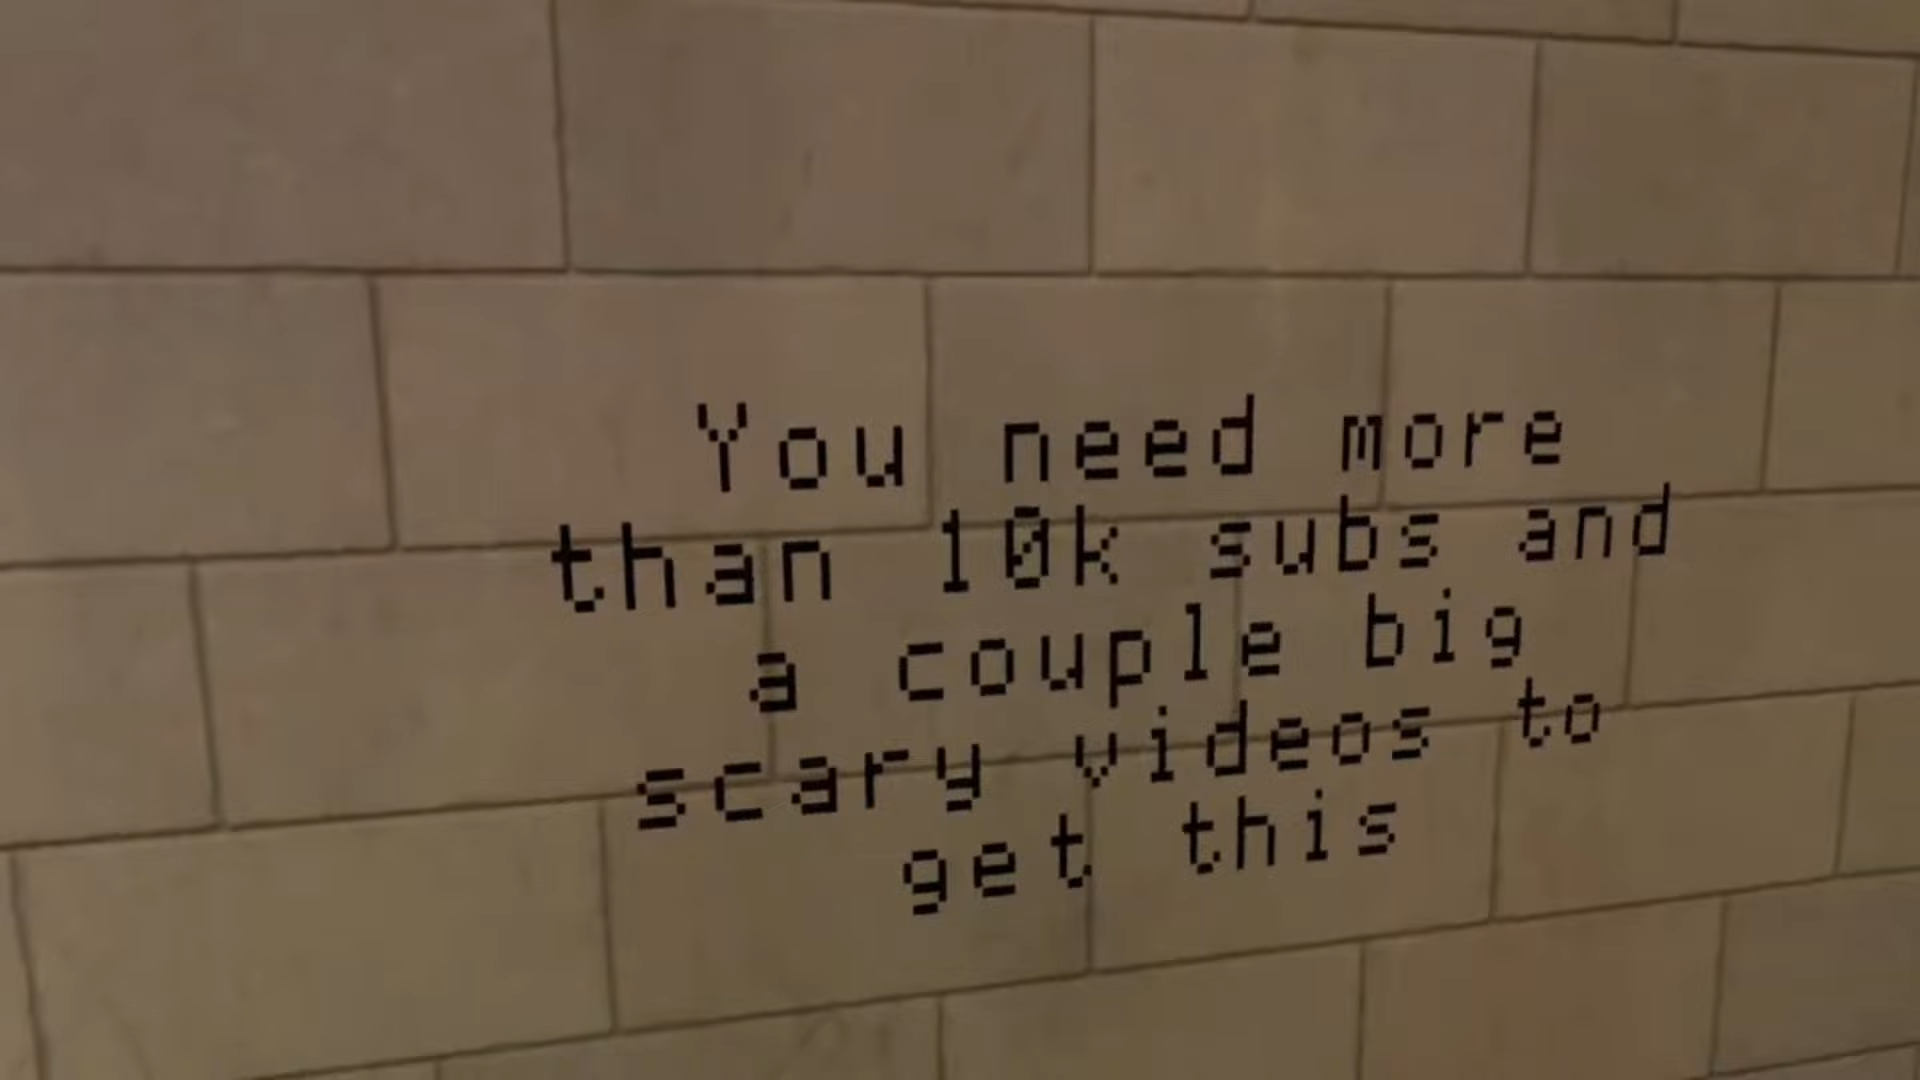 You need more
than 10k subs and
a couple big
scary videos to
get this